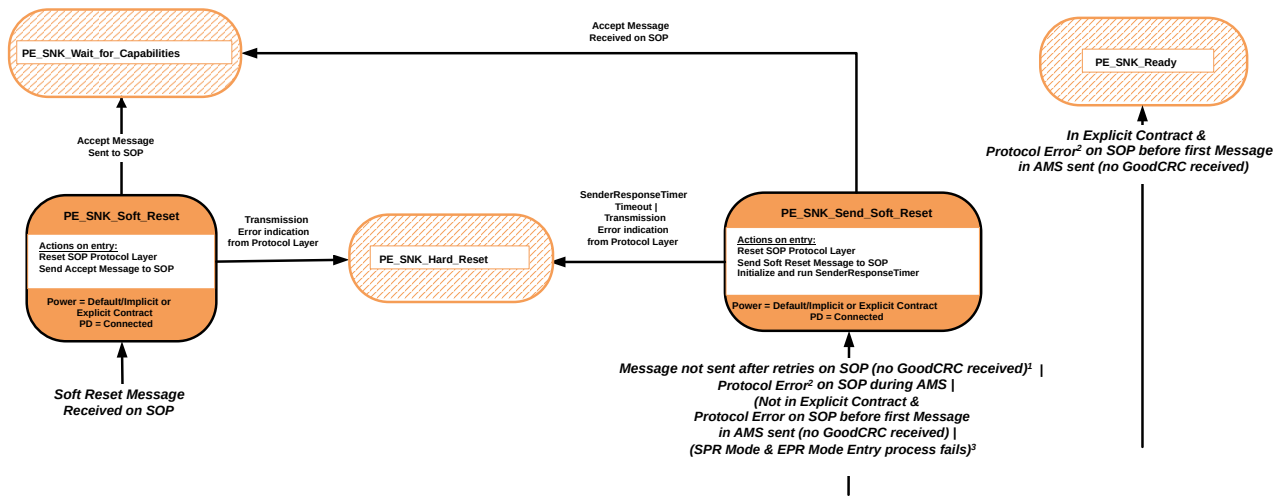 Accept Message
Received on SOP
PE_SNK_Wait_for_Capabilities
PE_SNK_Ready
Accept Message
Sent to SOP
In Explicit Contract &
Protocol Error² on SOP before first Message
in AMS sent (no GoodCRC received)
PE_SNK_Soft_Reset
Actions on entry:
Reset SOP Protocol Layer
Send Accept Message to SOP
Power = Default/Implicit or
Explicit Contract
PD = Connected
Transmission
Error indication
from Protocol Layer
PE_SNK_Hard_Reset
SenderResponseTimer
Timeout |
Transmission
Error indication
from Protocol Layer
PE_SNK_Send_Soft_Reset
Actions on entry:
Reset SOP Protocol Layer
Send Soft Reset Message to SOP
Initialize and run SenderResponseTimer
Power = Default/Implicit or Explicit Contract
PD = Connected
Soft Reset Message
Received on SOP
Message not sent after retries on SOP (no GoodCRC received)¹ |
Protocol Error² on SOP during AMS |
(Not in Explicit Contract &
Protocol Error on SOP before first Message
in AMS sent (no GoodCRC received) |
(SPR Mode & EPR Mode Entry process fails)³